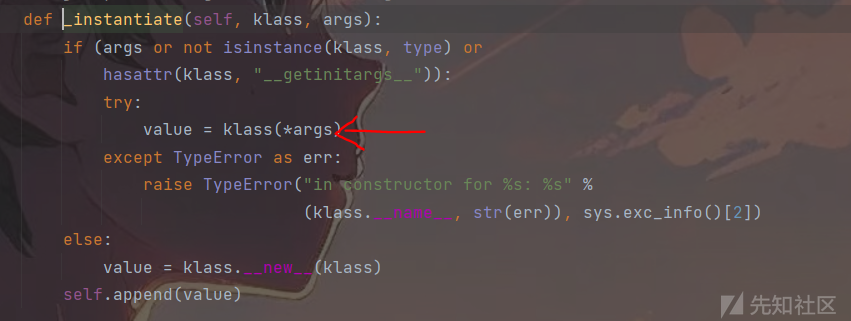 def _instantiate(self, klass, args):
    if (args or not isinstance(klass, type) or
        hasattr(klass, "__getinitargs__")):
        try:
            value = klass(*args)
        except TypeError as err:
            raise TypeError("in constructor for %s: %s" %
                            (klass.__name__, str(err)), sys.exc_info()[2])
    else:
        value = klass.__new__(klass)
    self.append(value)
先知社区